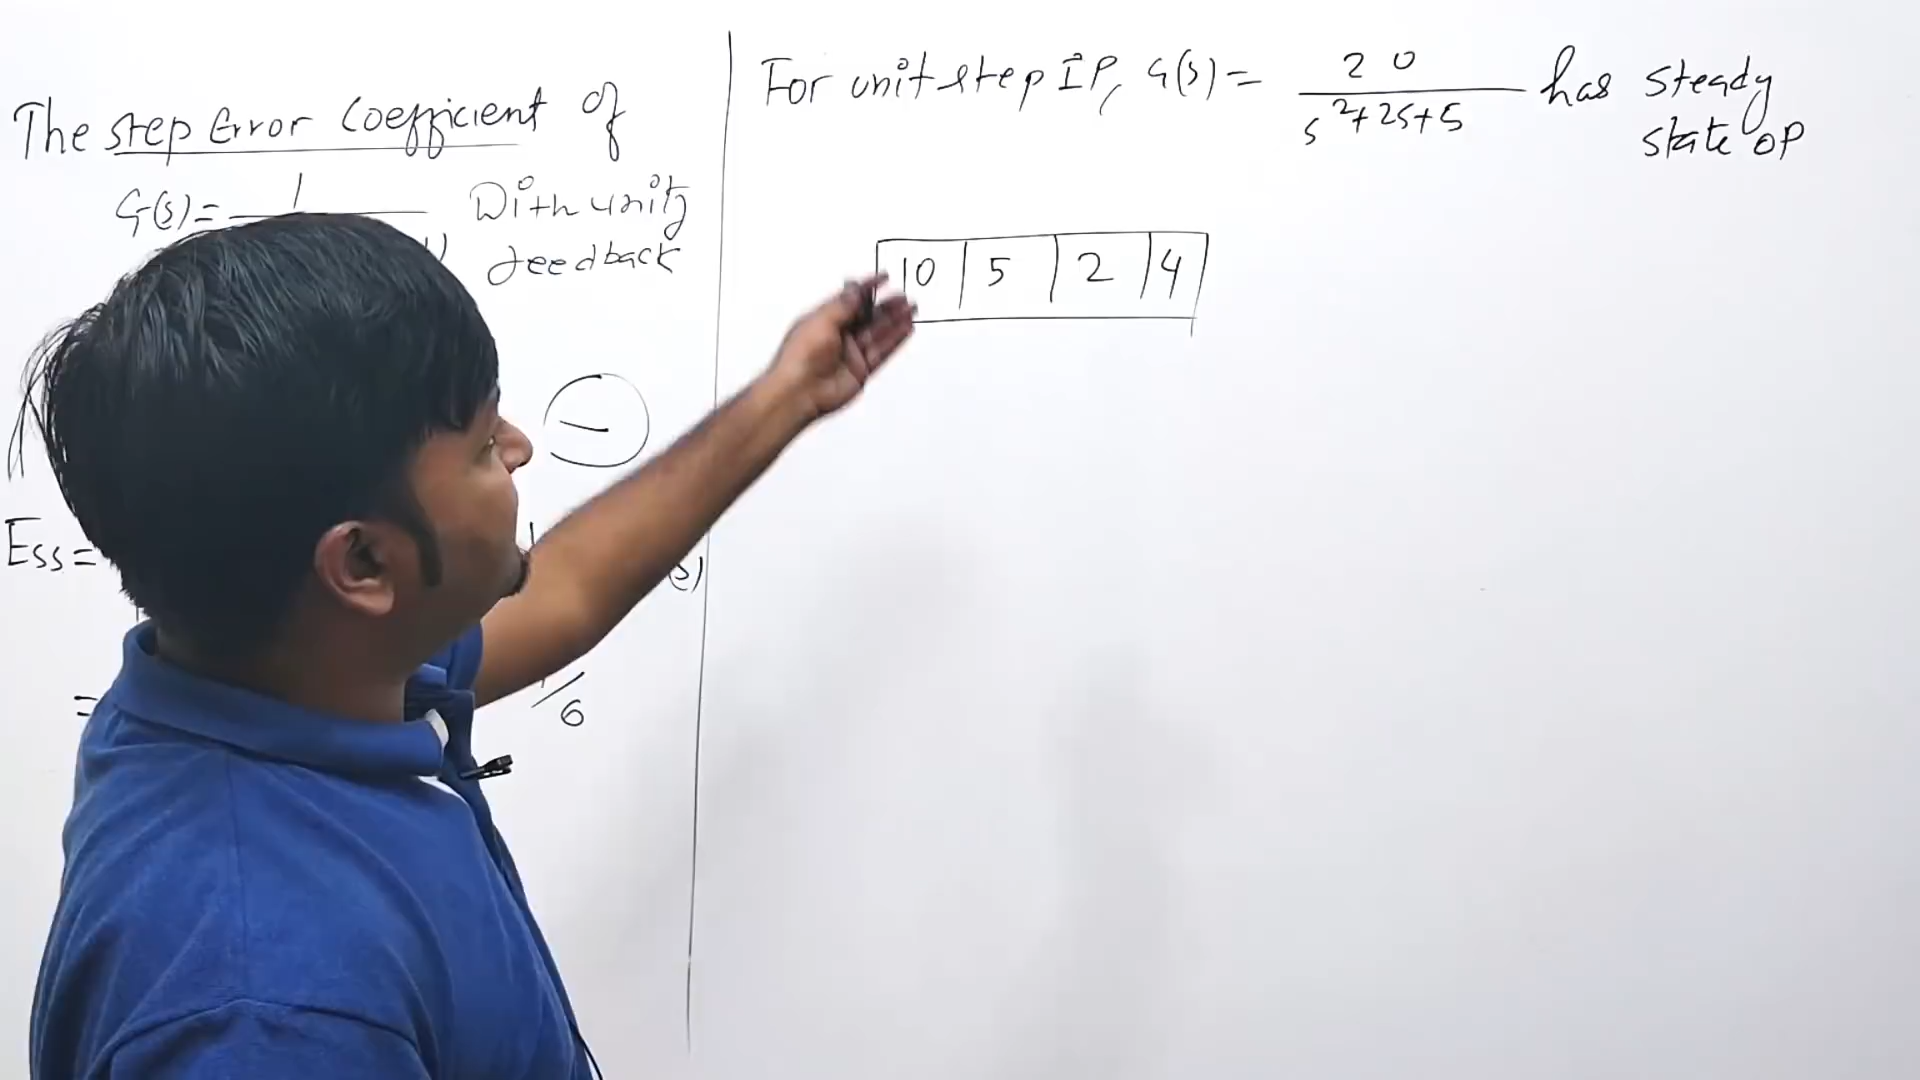 The step Error Coefficient of
G(s) = 1
With unity
feedback
Ess =
=
1/6
For unit step IP, G(s) = 20 / s²+2s+5 has steady
state OP
10 | 5 | 2 | 4